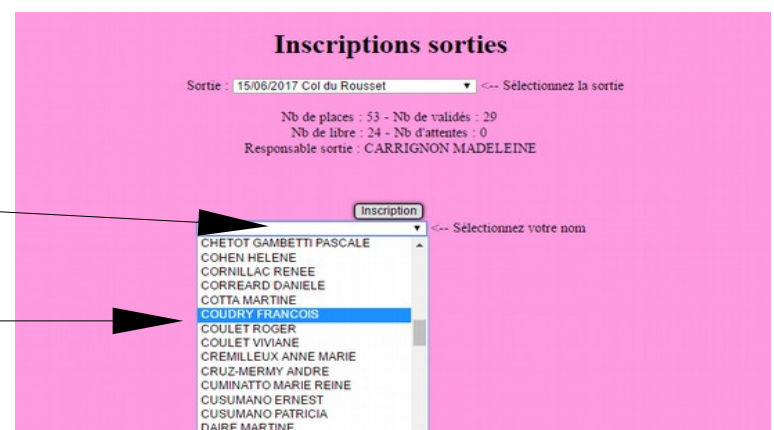 Inscriptions sorties
Sortie : 15/06/2017 Col du Rousset <-- Sélectionnez la sortie
Nb de places : 53 - Nb de validés : 29
Nb de libre : 24 - Nb d'attentes : 0
Responsable sortie : CARRIGNON MADELEINE
Inscription
<-- Sélectionnez votre nom
CHETOT GAMBETTI PASCALE
COHEN HELENE
CORNILLAC RENEE
CORREARD DANIELE
COTTA MARTINE
COUDRY FRANCOIS
COULET ROGER
COULET VIVIANE
CREMILLEUX ANNE MARIE
CRUZ-MERMY ANDRE
CUMINATTO MARIE REINE
CUSUMANO ERNEST
CUSUMANO PATRICIA
DAIRE MARTINE